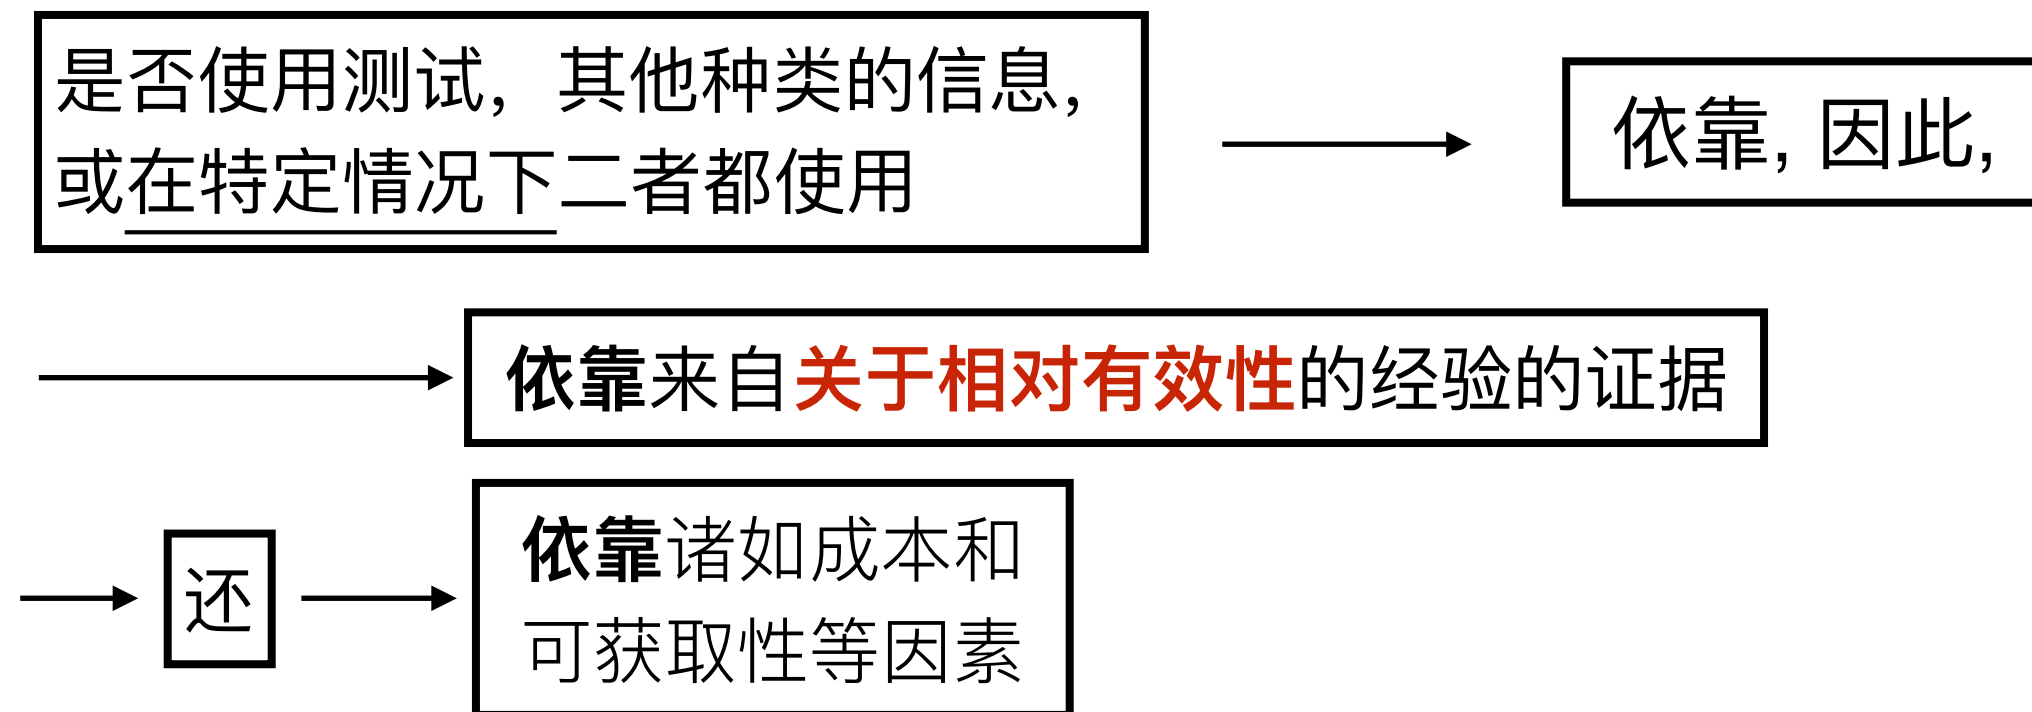 是否使用测试，其他种类的信息，
或在特定情况下二者都使用
依靠, 因此,
依靠来自关于相对有效性的经验的证据
还
依靠诸如成本和
可获取性等因素